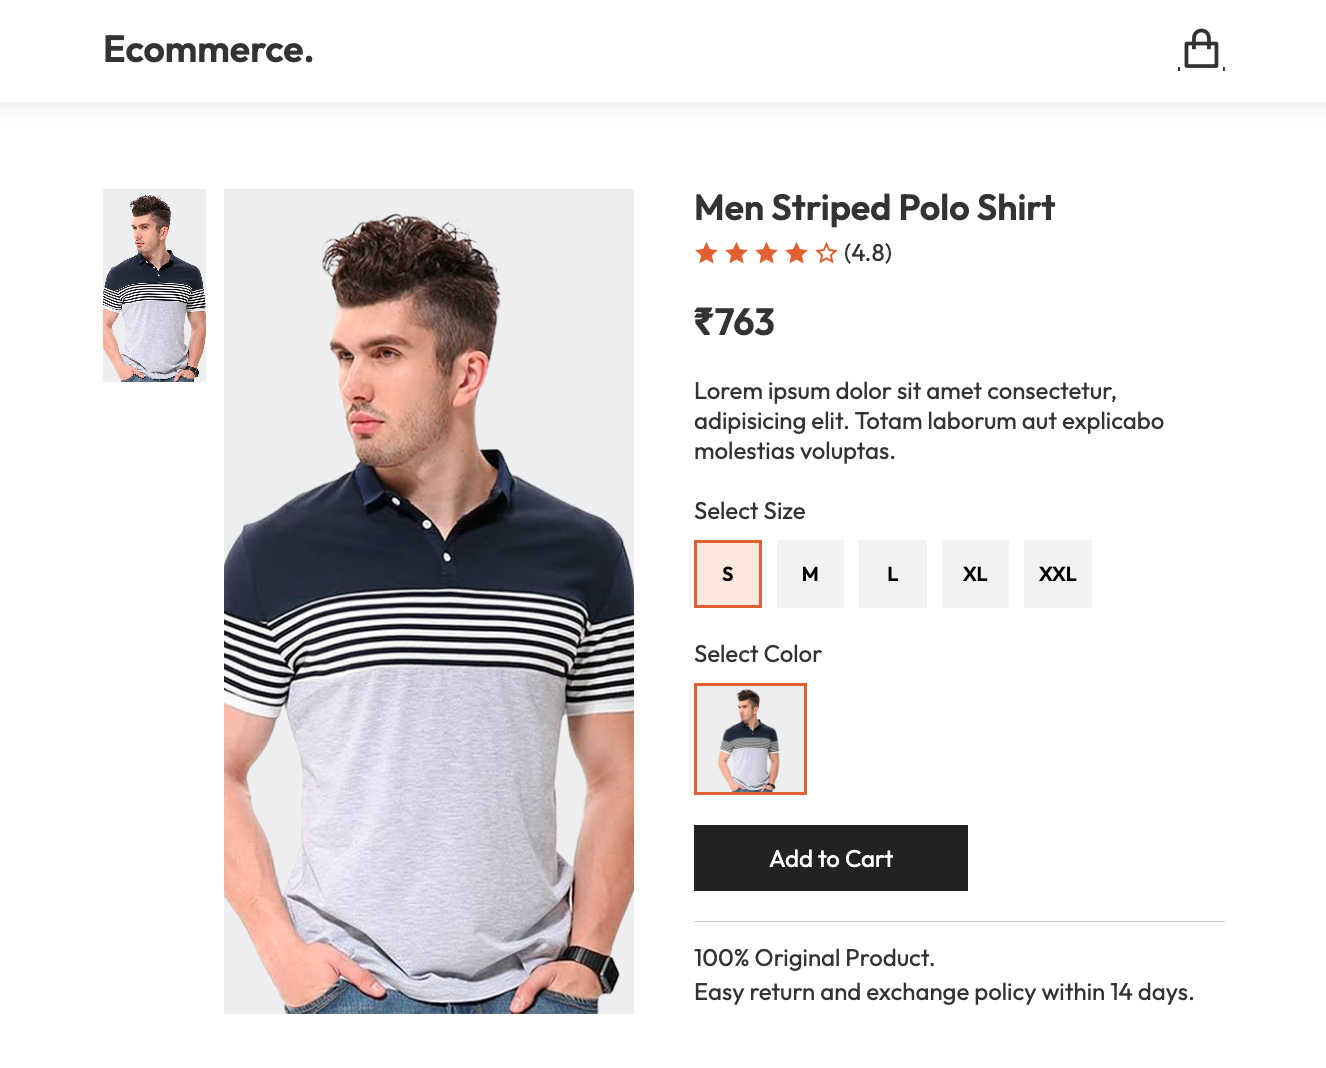 Ecommerce.
Men Striped Polo Shirt
(4.8)
₹763
Lorem ipsum dolor sit amet consectetur,
adipisicing elit. Totam laborum aut explicabo
molestias voluptas.
Select Size
S M L XL XXL
Select Color
Add to Cart
100% Original Product.
Easy return and exchange policy within 14 days.